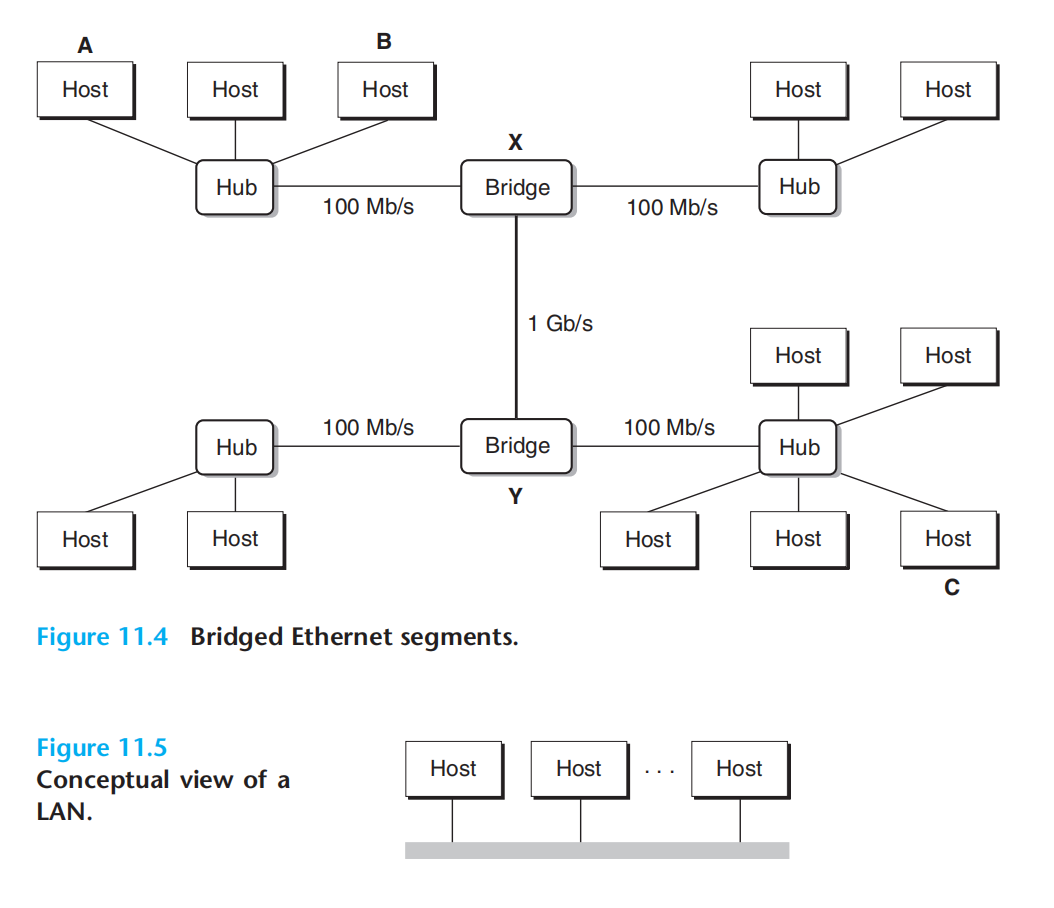 A
B
Host
Host
Host
Host
Host
X
Hub
Bridge
Hub
100 Mb/s
100 Mb/s
1 Gb/s
Host
Host
100 Mb/s
100 Mb/s
Hub
Bridge
Hub
Y
Host
Host
Host
Host
Host
C
Figure 11.4 Bridged Ethernet segments.
Figure 11.5
Conceptual view of a
LAN.
Host
Host
. . .
Host